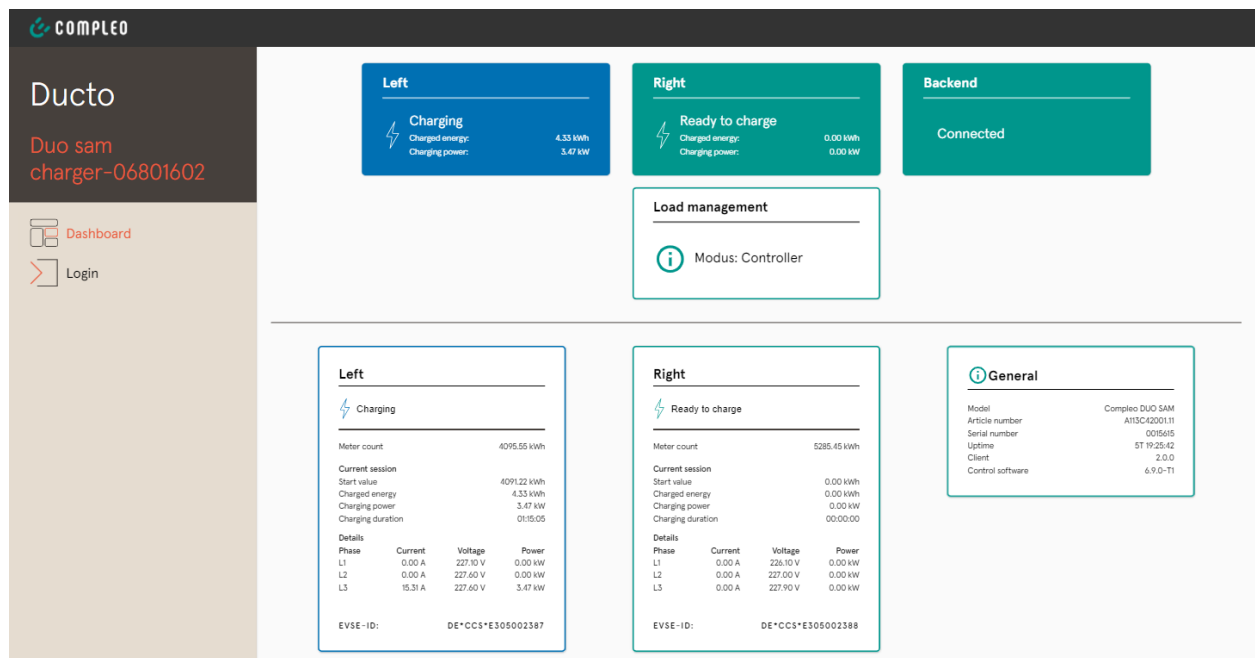 COMPLEO
Ducto
Duo sam
charger-06801602
Dashboard
Login
Left
Charging
Charged energy: 4.33 kWh
Charging power: 3.47 kW
Right
Ready to charge
Charged energy: 0.00 kWh
Charging power: 0.00 kW
Backend
Connected
Load management
Modus: Controller
Left
Charging
Meter count 4095.55 kWh
Current session
Start value 4091.22 kWh
Charged energy 4.33 kWh
Charging power 3.47 kW
Charging duration 01:15:05
Details
Phase Current Voltage Power
L1 0.00 A 227.10 V 0.00 kW
L2 0.00 A 227.60 V 0.00 kW
L3 15.31 A 227.60 V 3.47 kW
EVSE-ID: DE*CCS*E305002387
Right
Ready to charge
Meter count 5285.45 kWh
Current session
Start value 0.00 kWh
Charged energy 0.00 kWh
Charging power 0.00 kW
Charging duration 00:00:00
Details
Phase Current Voltage Power
L1 0.00 A 226.10 V 0.00 kW
L2 0.00 A 227.00 V 0.00 kW
L3 0.00 A 227.90 V 0.00 kW
EVSE-ID: DE*CCS*E305002388
General
Model Compleo DUO SAM
Article number A113C42001.11
Serial number 0015615
Uptime 5T 19:25:42
Client 2.0.0
Control software 6.9.0-T1